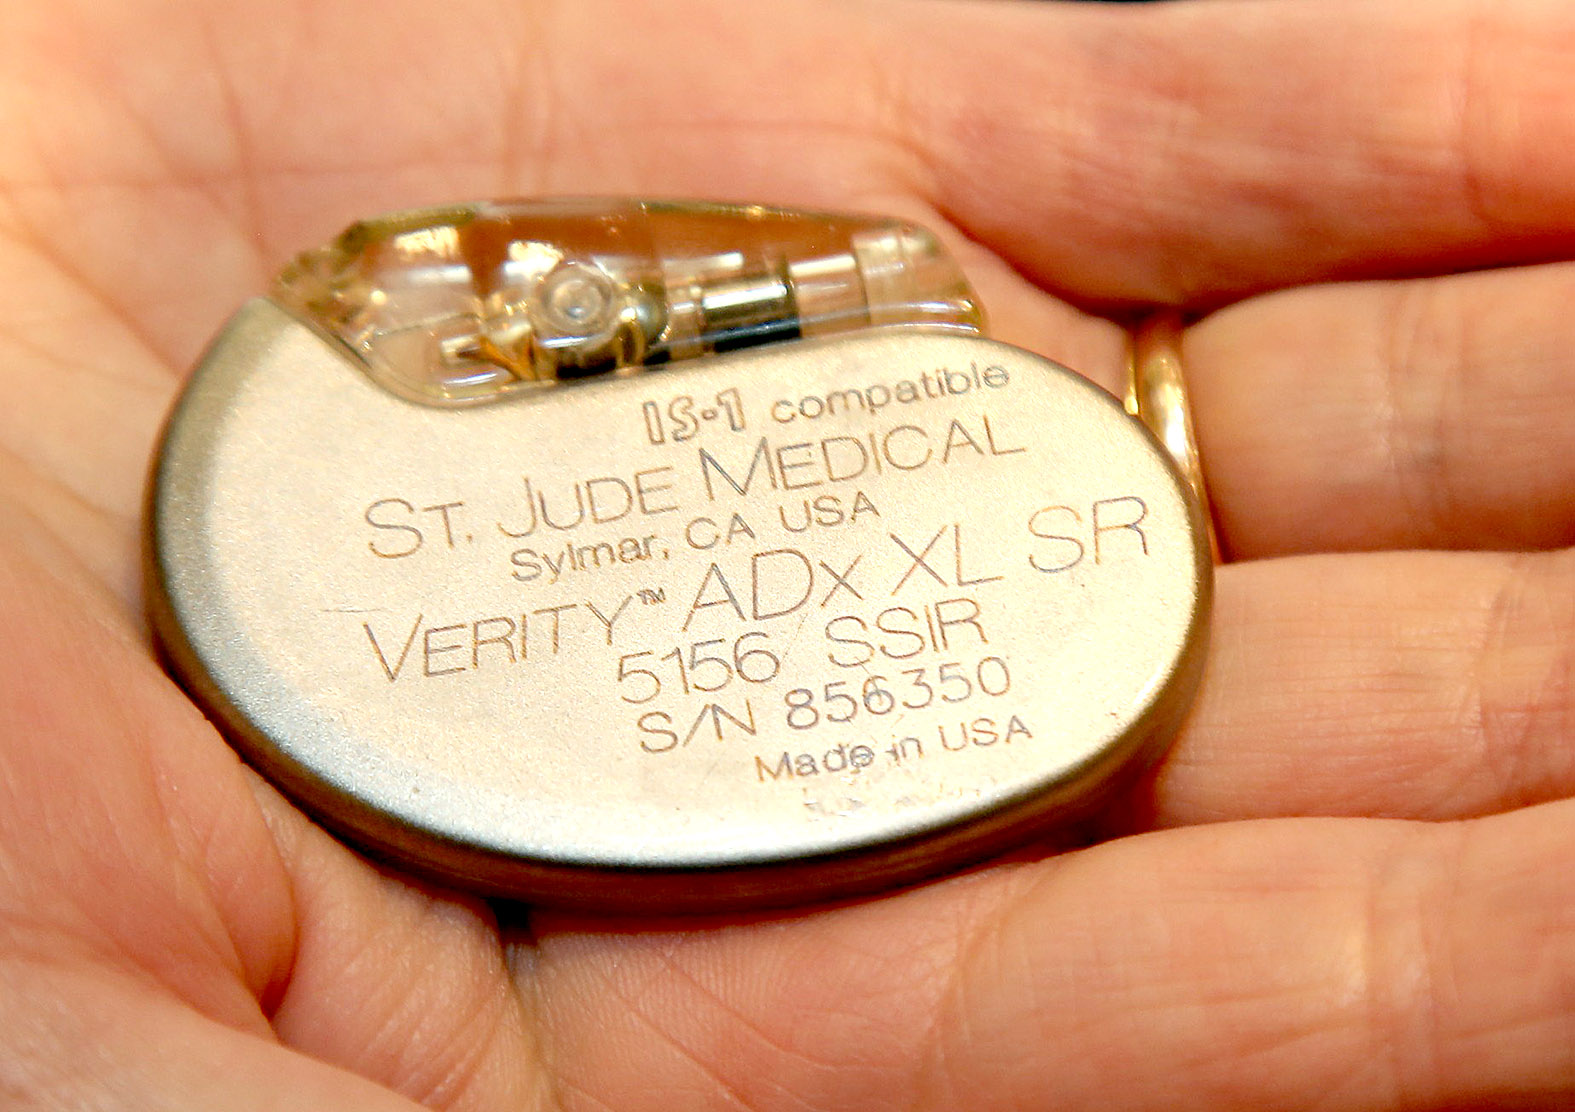 IS-1 compatible
ST. JUDE MEDICAL
Sylmar, CA USA
VERITY™ ADx XL SR
5156 SSIR
S/N 856350
Made in USA